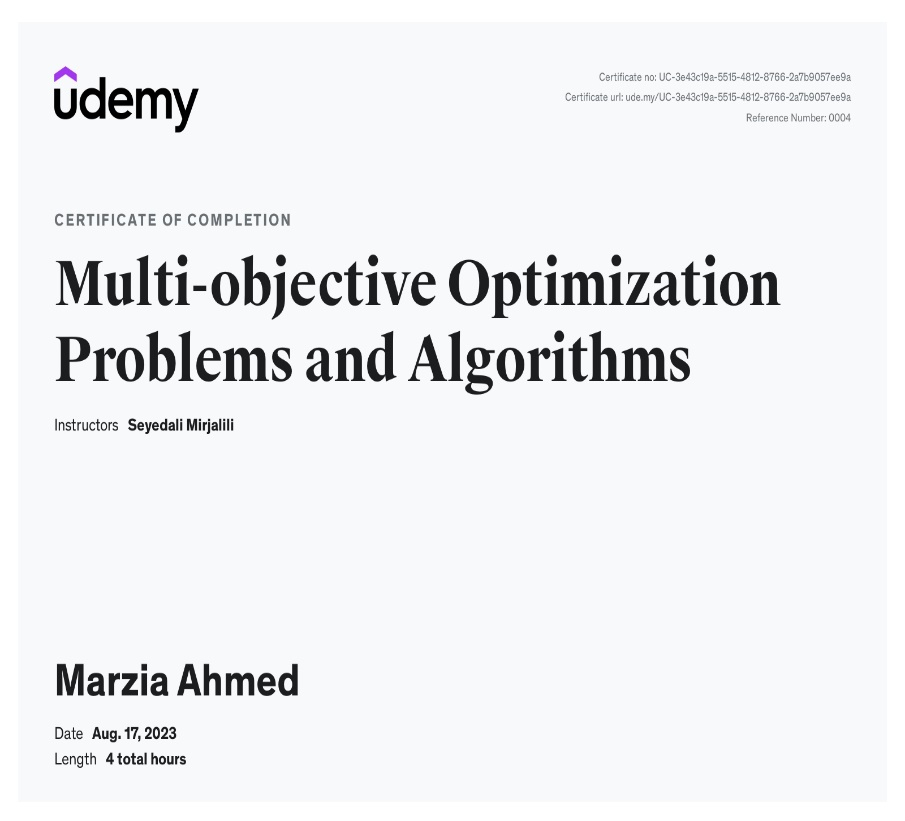 udemy
Certificate no: UC-3e43c19a-5515-4812-8766-2a7b9057ee9a
Certificate url: ude.my/UC-3e43c19a-5515-4812-8766-2a7b9057ee9a
Reference Number: 0004
CERTIFICATE OF COMPLETION
Multi-objective Optimization
Problems and Algorithms
Instructors Seyedali Mirjalili
Marzia Ahmed
Date Aug. 17, 2023
Length 4 total hours